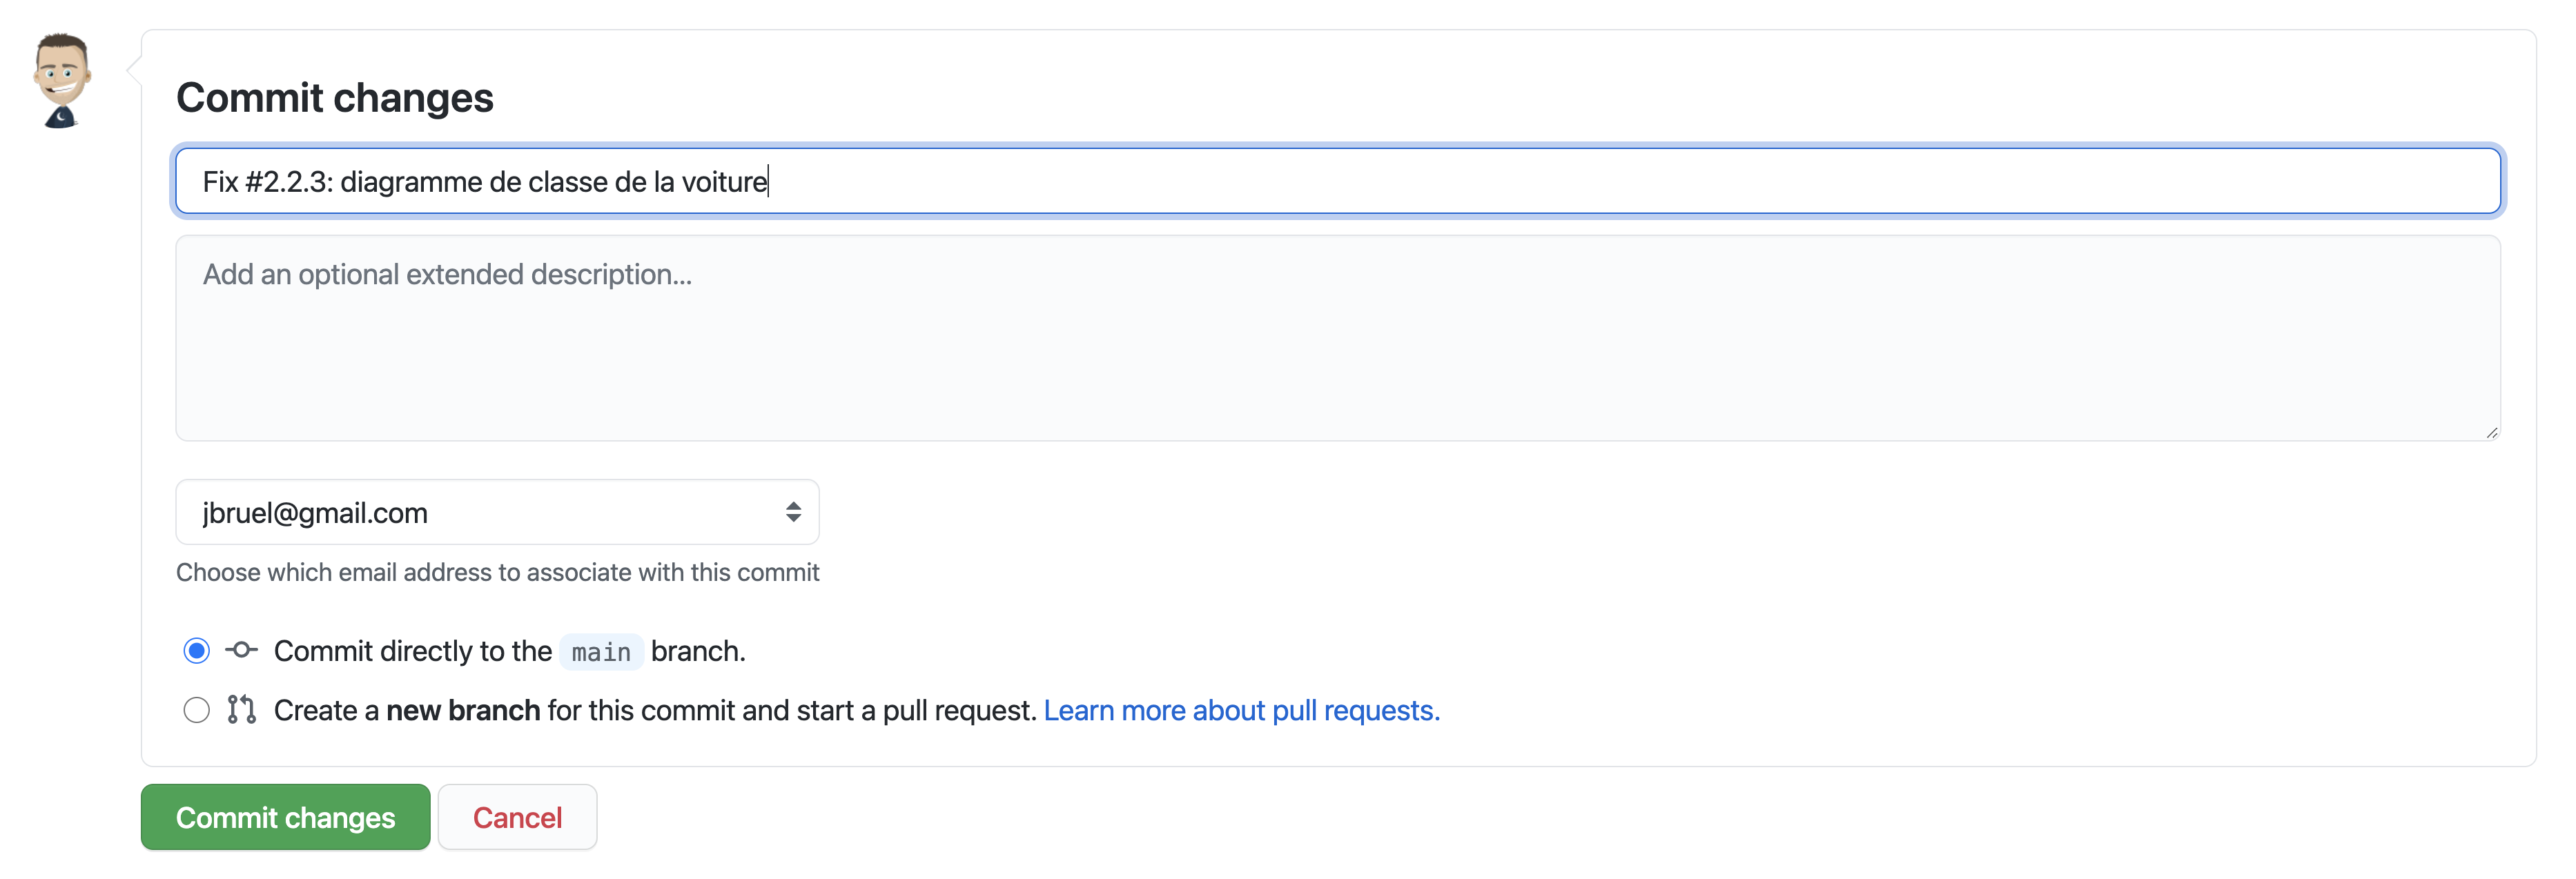 Commit changes
Fix #2.2.3: diagramme de classe de la voiture
Add an optional extended description...
jbruel@gmail.com
Choose which email address to associate with this commit
Commit directly to the main branch.
Create a new branch for this commit and start a pull request. Learn more about pull requests.
Commit changes Cancel